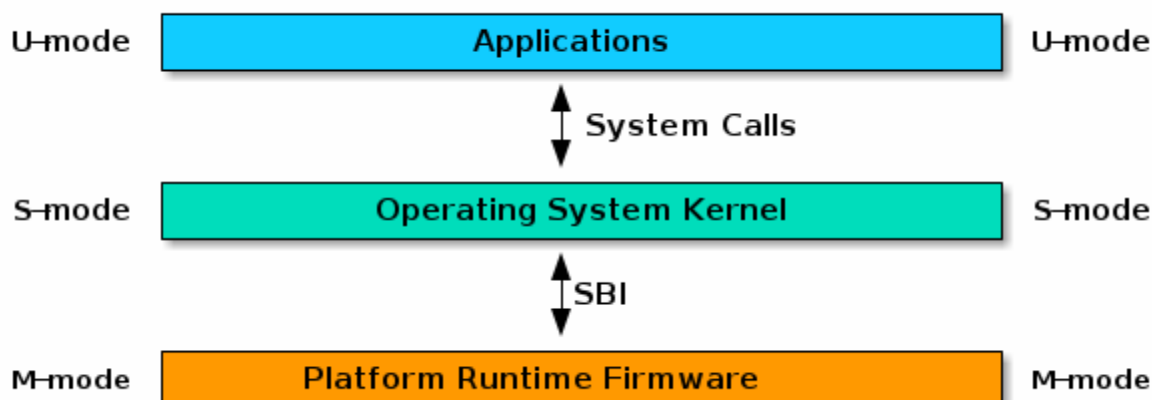 U-mode Applications U-mode
System Calls
S-mode Operating System Kernel S-mode
SBI
M-mode Platform Runtime Firmware M-mode